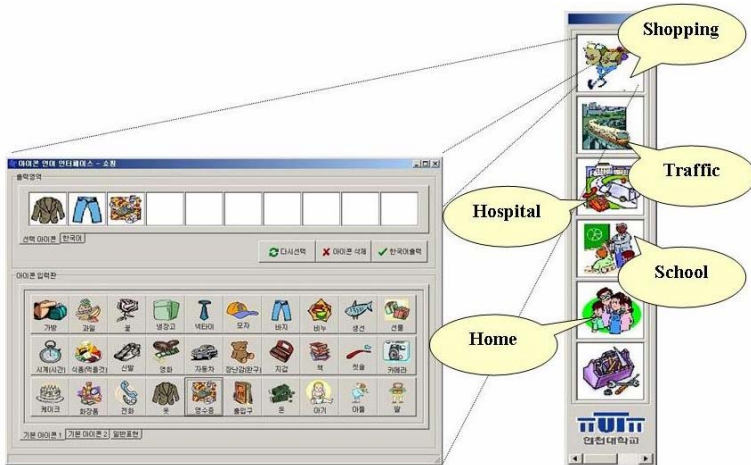 Shopping
Traffic
Hospital
School
Home
아이콘 언어 인터페이스 - 쇼핑
출력영역
선택 아이콘 한국어
다시선택 아이콘 삭제 한국어출력
아이콘 입력판
가방 과일 꽃 냉장고 넥타이 모자 바지 비누 생선 선물
시계(시간) 식품(먹을것) 신발 영화 자동차 장난감(완구) 지갑 책 칫솔 카메라
케이크 화장품 전화 옷 영수증 출입구 돈 아기 아들 딸
기본 아이콘 1 기본 아이콘 2 일반표현
인천대학교